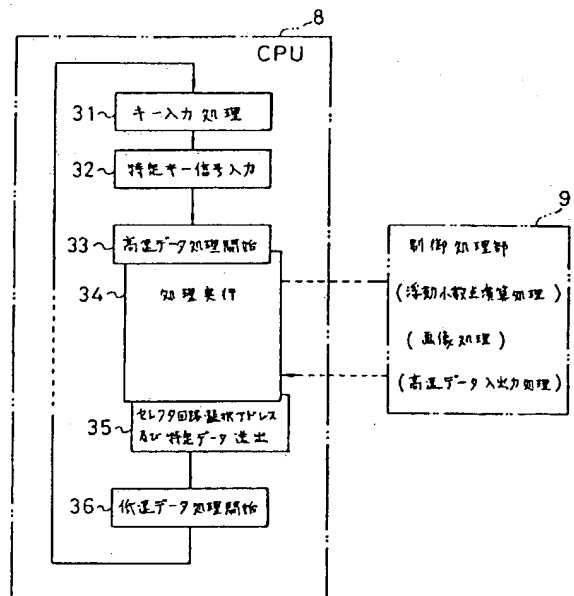 8
CPU
31 キー入力処理
32 特定キー信号入力
33 高速データ処理開始
34 処理実行
35 セレクタ回路選択アドレス
及び特定データ送出
36 低速データ処理開始
9
制御処理部
(浮動小数点演算処理)
(画像処理)
(高速データ入出力処理)